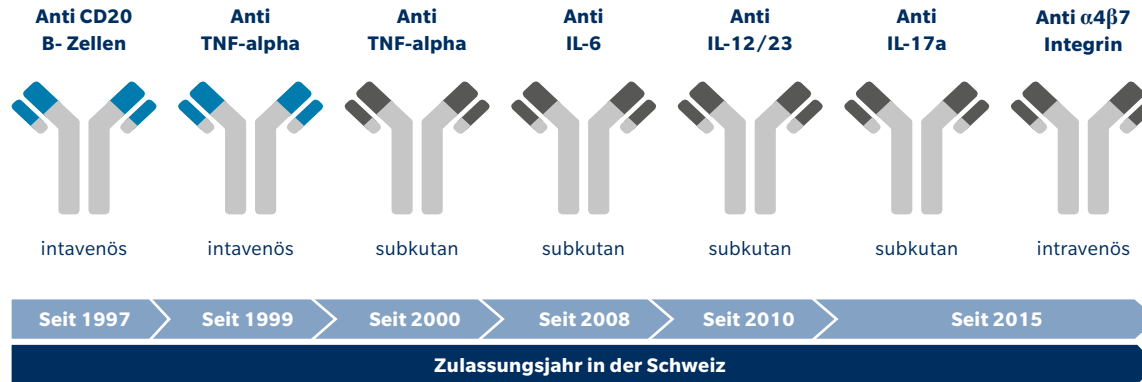 Anti CD20
B- Zellen
Anti
TNF-alpha
Anti
TNF-alpha
Anti
IL-6
Anti
IL-12/23
Anti
IL-17a
Anti α4β7
Integrin
intavenös
intavenös
subkutan
subkutan
subkutan
subkutan
intravenös
Seit 1997
Seit 1999
Seit 2000
Seit 2008
Seit 2010
Seit 2015
Zulassungsjahr in der Schweiz